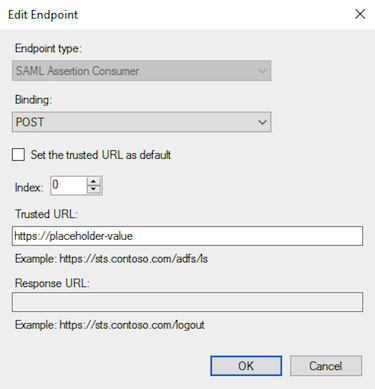 Edit Endpoint
Endpoint type:
SAML Assertion Consumer
Binding:
POST
Set the trusted URL as default
Index: 0
Trusted URL:
https://placeholder-value
Example: https://sts.contoso.com/adfs/ls
Response URL:
Example: https://sts.contoso.com/logout
OK Cancel